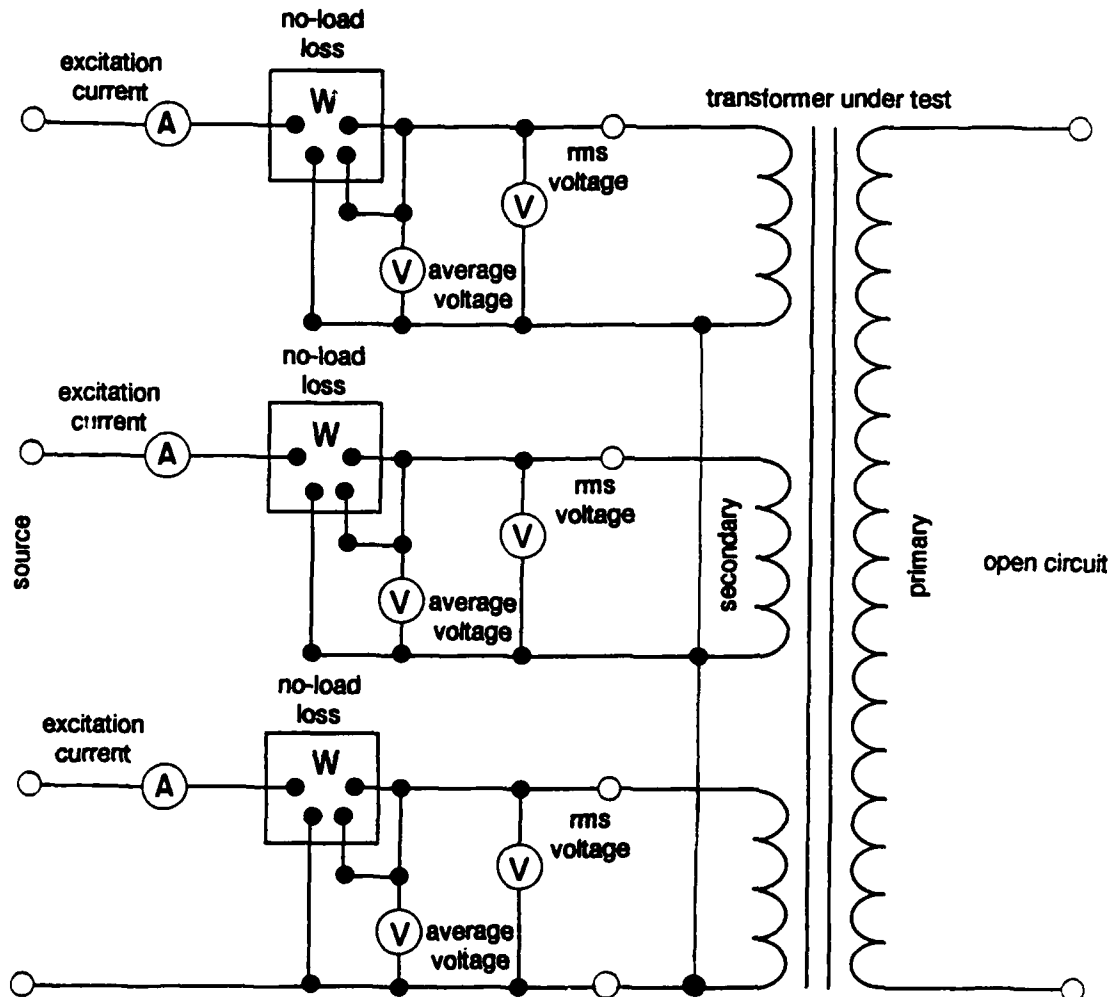 no-load
loss
excitation
current
A
W
transformer under test
rms
voltage
V
V
average
voltage
no-load
loss
excitation
current
A
W
rms
voltage
V
V
average
voltage
source
secondary
primary
open circuit
no-load
loss
excitation
current
A
W
rms
voltage
V
V
average
voltage